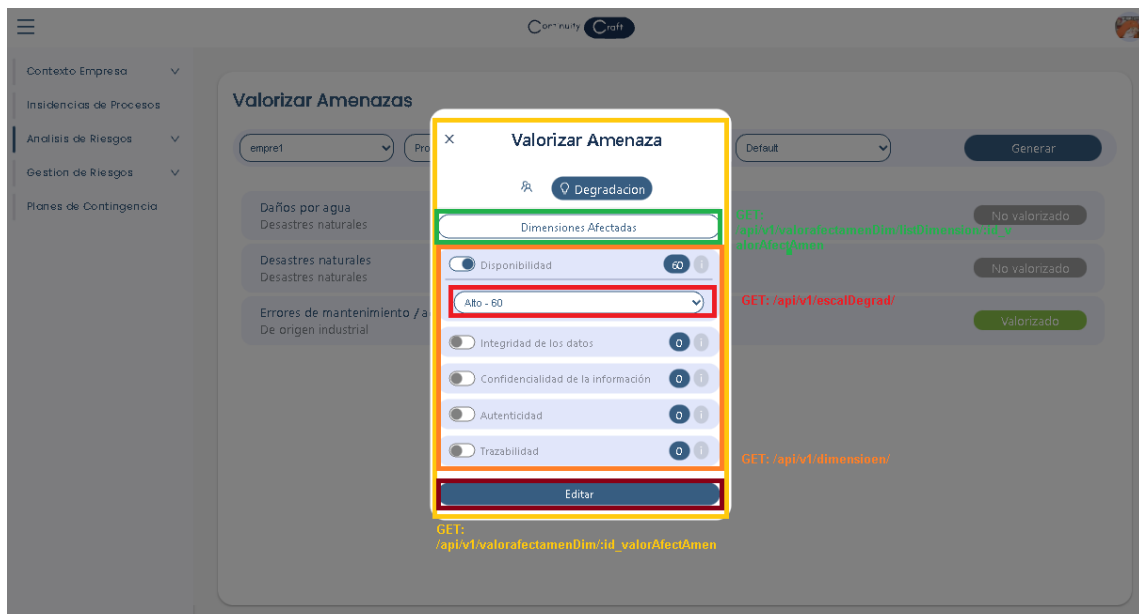 Continuity Craft
Contexto Empresa
Insidencias de Procesos
Analisis de Riesgos
Gestion de Riesgos
Planes de Contingencia
Valorizar Amenazas
empre1
Pro
Default
Generar
Daños por agua
Desastres naturales
No valorizado
Desastres naturales
Desastres naturales
No valorizado
Errores de mantenimiento / a
De origen industrial
Valorizado
Valorizar Amenaza
Degradacion
Dimensiones Afectadas
GET:
Disponibilidad
60
Alto - 60
GET: /api/v1/escalDegrad/
Integridad de los datos
0
Confidencialidad de la información
0
Autenticidad
0
Trazabilidad
0
GET: /api/v1/dimensioen/
Editar
GET:
/api/v1/valorafectamenDim/:id_valorAfectAmen